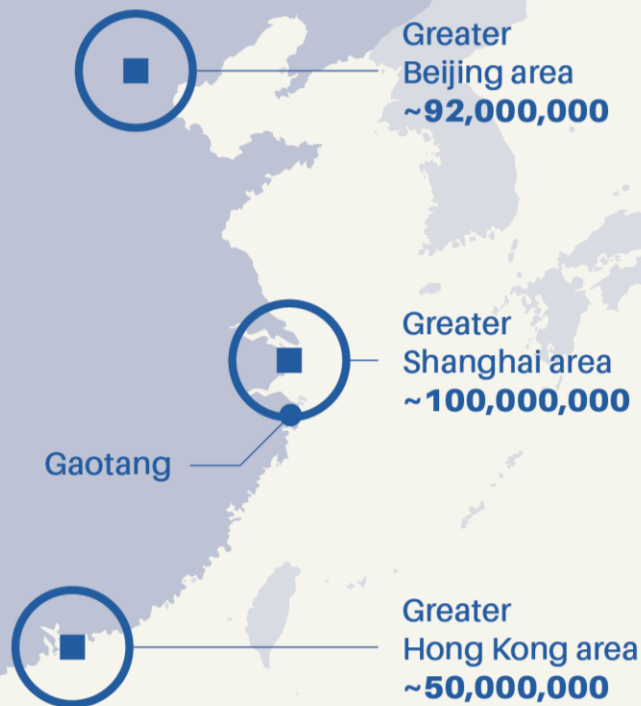 Greater
Beijing area
~92,000,000
Greater
Shanghai area
~100,000,000
Gaotang
Greater
Hong Kong area
~50,000,000